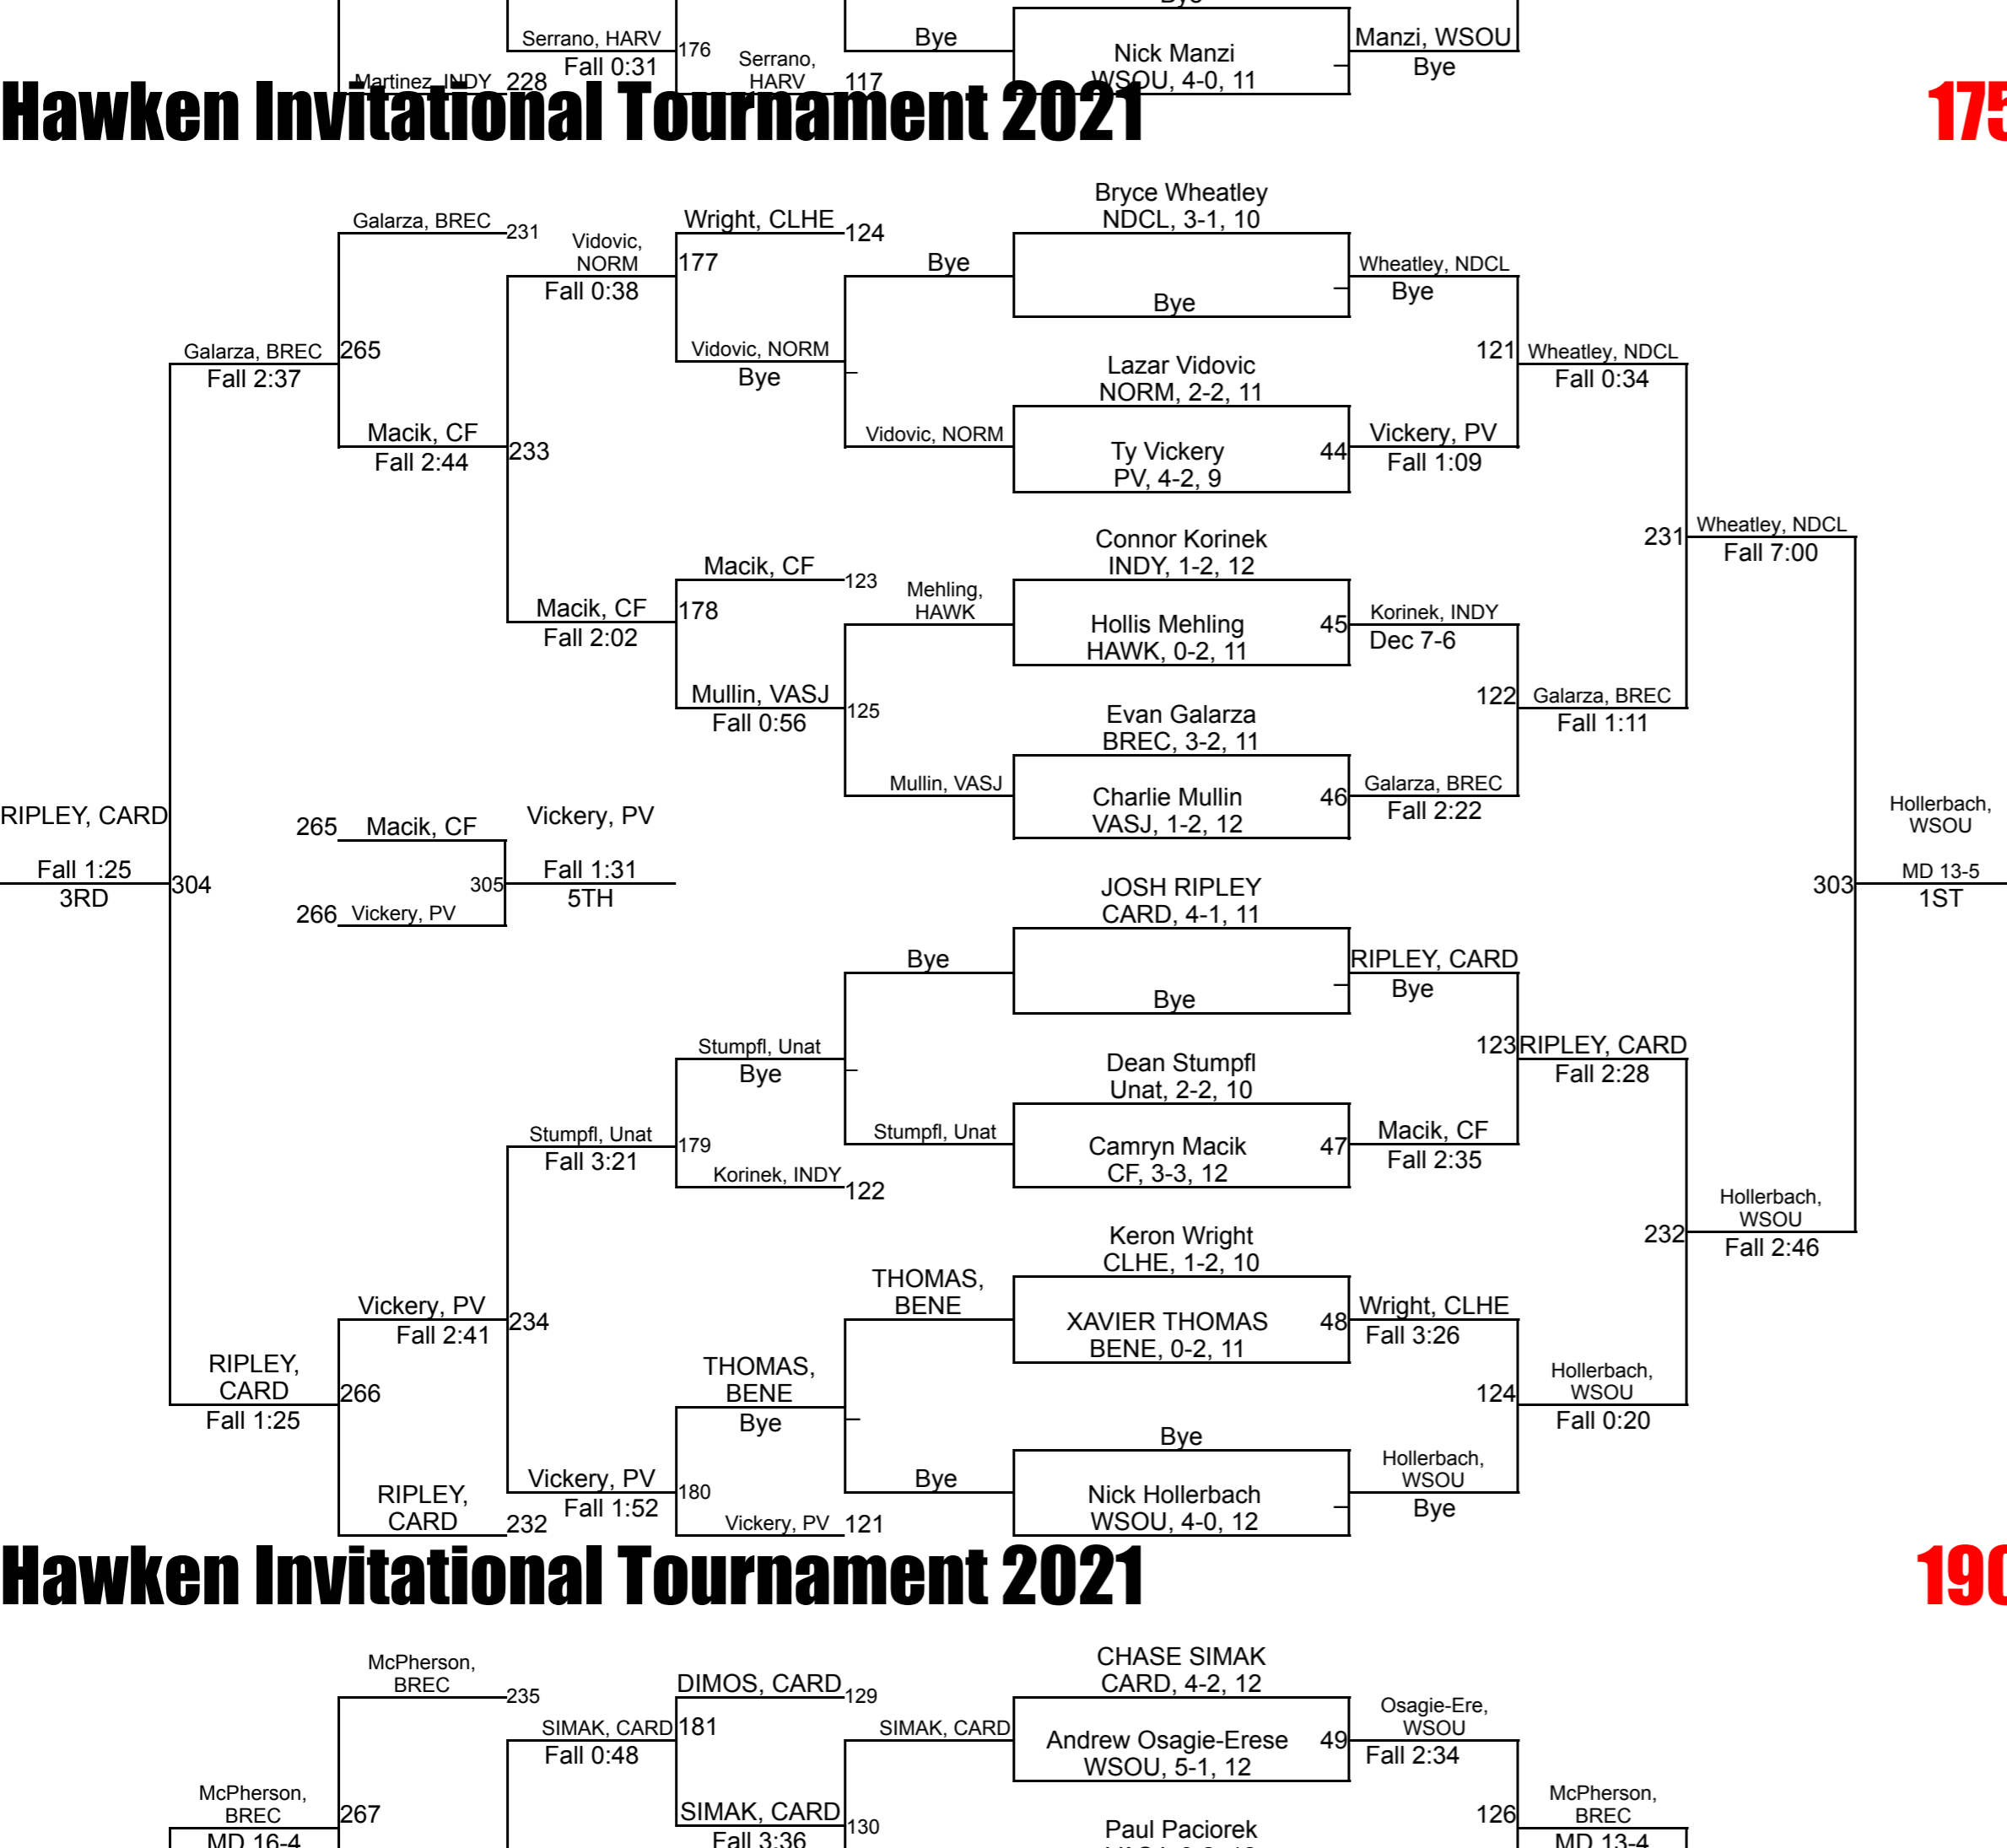 Bye
Serrano, HARV
176
Fall 0:31
Serrano,
HARV
117
Martinez, INDY
228
Bye
Nick Manzi
WSOU, 4-0, 11
Manzi, WSOU
Bye
Hawken Invitational Tournament 2021
175
Galarza, BREC
231
Vidovic,
NORM
177
Fall 0:38
Wright, CLHE
124
Bye
Bryce Wheatley
NDCL, 3-1, 10
Bye
Wheatley, NDCL
Bye
Galarza, BREC
265
Fall 2:37
Vidovic, NORM
Bye
Lazar Vidovic
NORM, 2-2, 11
121
Wheatley, NDCL
Fall 0:34
Macik, CF
233
Fall 2:44
Vidovic, NORM
Ty Vickery
PV, 4-2, 9
44
Vickery, PV
Fall 1:09
231
Wheatley, NDCL
Fall 7:00
Macik, CF
123
Mehling,
HAWK
Connor Korinek
INDY, 1-2, 12
Macik, CF
178
Fall 2:02
Hollis Mehling
HAWK, 0-2, 11
45
Korinek, INDY
Dec 7-6
Mullin, VASJ
125
Fall 0:56
Evan Galarza
BREC, 3-2, 11
122
Galarza, BREC
Fall 1:11
Mullin, VASJ
Charlie Mullin
VASJ, 1-2, 12
46
Galarza, BREC
Fall 2:22
RIPLEY, CARD
Fall 1:25
304
3RD
265
Macik, CF
Vickery, PV
305
Fall 1:31
5TH
266
Vickery, PV
Hollerbach,
WSOU
303
MD 13-5
1ST
JOSH RIPLEY
CARD, 4-1, 11
Bye
Bye
RIPLEY, CARD
Bye
Stumpfl, Unat
Bye
Dean Stumpfl
Unat, 2-2, 10
123
RIPLEY, CARD
Fall 2:28
Stumpfl, Unat
179
Fall 3:21
Stumpfl, Unat
Camryn Macik
CF, 3-3, 12
47
Macik, CF
Fall 2:35
Korinek, INDY
122
232
Hollerbach,
WSOU
Fall 2:46
Keron Wright
CLHE, 1-2, 10
Vickery, PV
234
Fall 2:41
THOMAS,
BENE
XAVIER THOMAS
BENE, 0-2, 11
48
Wright, CLHE
Fall 3:26
RIPLEY,
CARD
266
Fall 1:25
THOMAS,
BENE
Bye
124
Hollerbach,
WSOU
Fall 0:20
Bye
RIPLEY,
CARD
232
Vickery, PV
180
Fall 1:52
Vickery, PV
121
Bye
Nick Hollerbach
WSOU, 4-0, 12
Hollerbach,
WSOU
Bye
Hawken Invitational Tournament 2021
190
McPherson,
BREC
235
DIMOS, CARD
129
CHASE SIMAK
CARD, 4-2, 12
SIMAK, CARD
181
Fall 0:48
SIMAK, CARD
Andrew Osagie-Erese
WSOU, 5-1, 12
49
Osagie-Ere,
WSOU
Fall 2:34
McPherson,
BREC
267
MD 16-4
SIMAK, CARD
130
Fall 3:36
Paul Paciorek
126
McPherson,
BREC
MD 13-4